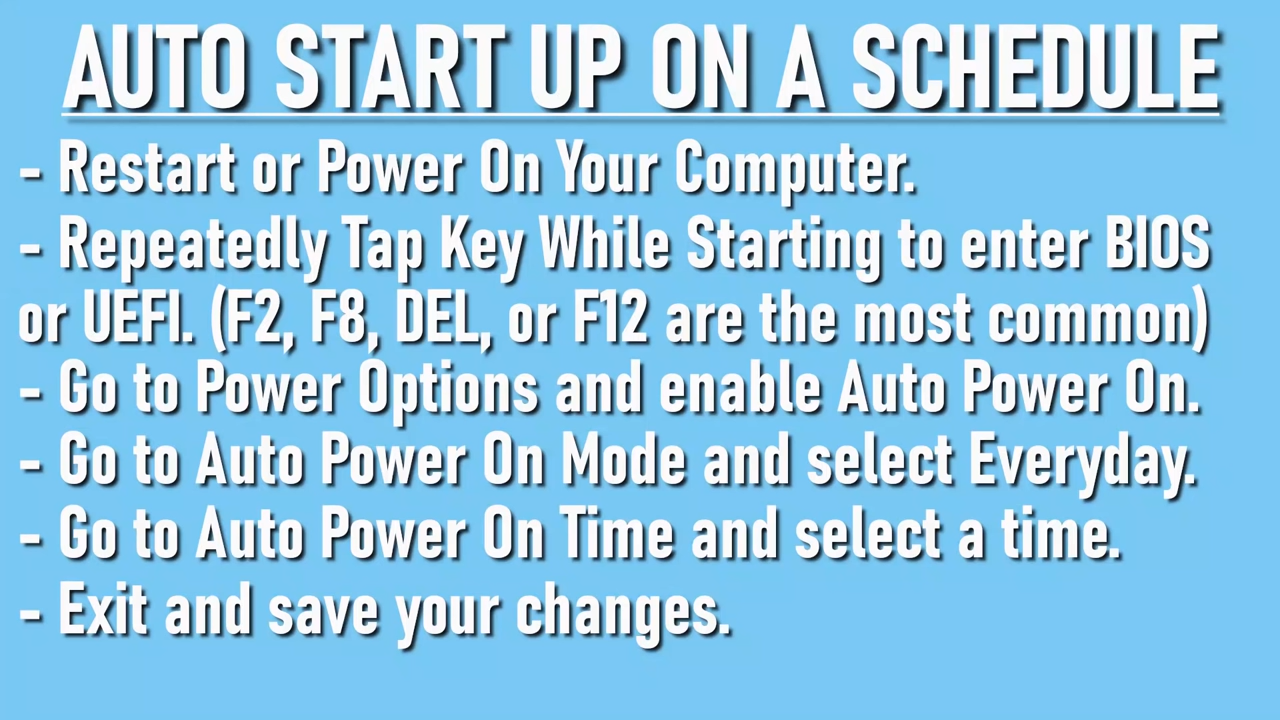 AUTO START UP ON A SCHEDULE
- Restart or Power On Your Computer.
- Repeatedly Tap Key While Starting to enter BIOS
or UEFI. (F2, F8, DEL, or F12 are the most common)
- Go to Power Options and enable Auto Power On.
- Go to Auto Power On Mode and select Everyday.
- Go to Auto Power On Time and select a time.
- Exit and save your changes.